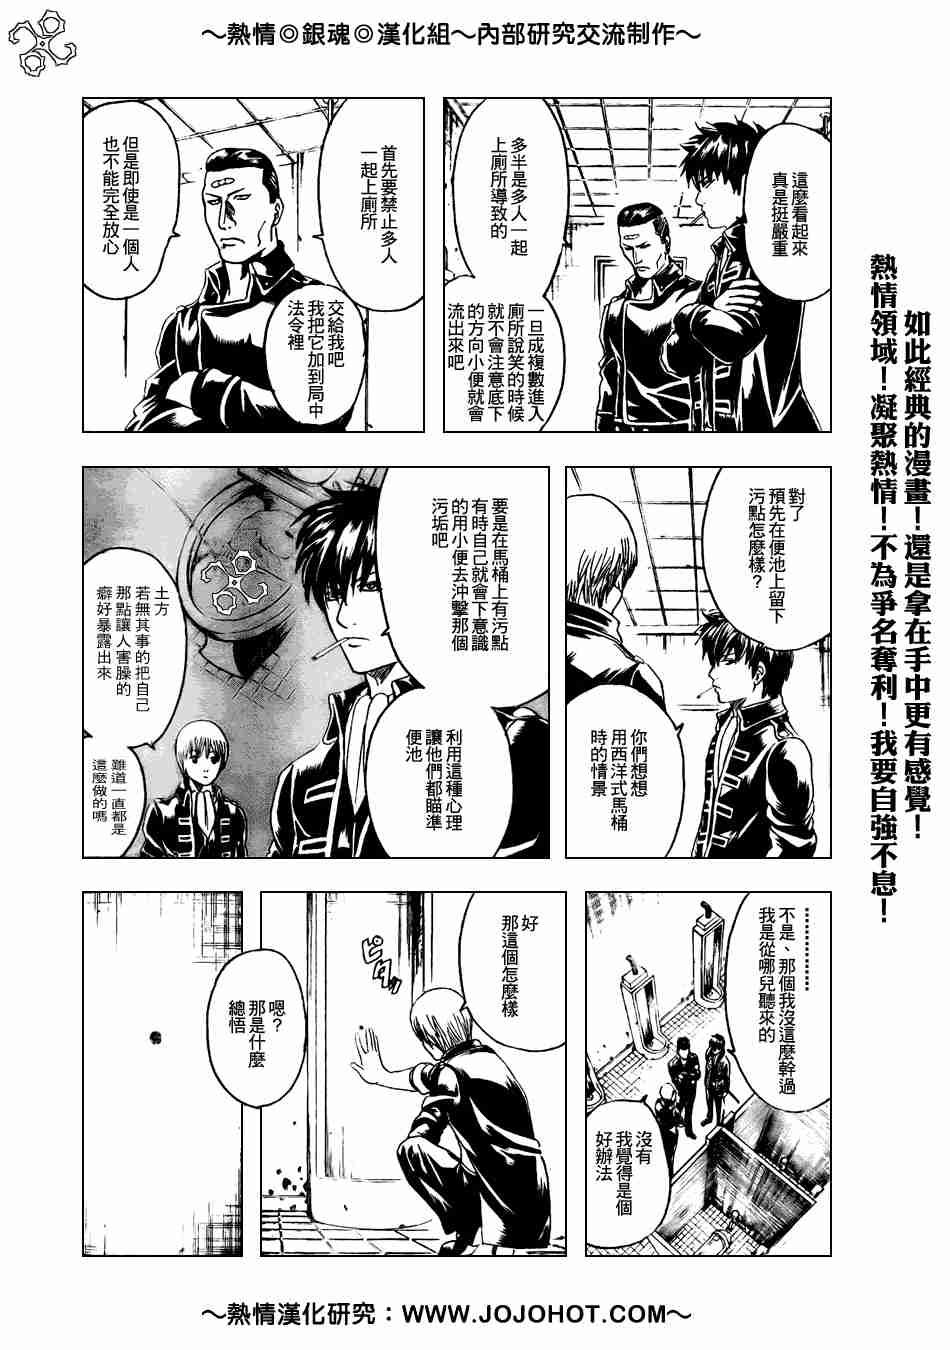 ～熱情◎銀魂◎漢化組～內部研究交流制作～
這麼看起來
真是挺嚴重
多半是多人一起
上廁所導致的
一旦成複數進入
廁所說笑的時候
就不會注意底下
的方向小便就會
流出來吧
首先要禁止多人
一起上廁所
交給我吧
我把它加到局中
法令裡
但是即使是一個人
也不能完全放心
對了
預先在便池上留下
污點怎麼樣？
你們想想
用西洋式馬桶
時的情景
要是在馬桶上有污點
有時自己就會下意識
的用小便去沖擊那個
污垢吧
利用這種心理
讓他們都瞄準
便池
土方
若無其事的把自己
那點讓人害臊的
癖好暴露出來
雖道一直都是
這麼做的嗎
…………………
不是、那個我沒這麼幹過
我是從哪兒聽來的
沒有
我覺得是個
好辦法
好
那這個怎麼樣
ピタッ
嗯？
那是什麼
總悟
如此經典的漫畫！還是拿在手中更有感覺！
熱情領域！凝聚熱情！不為爭名奪利！我要自強不息！
～熱情漢化研究：WWW.JOJOHOT.COM～